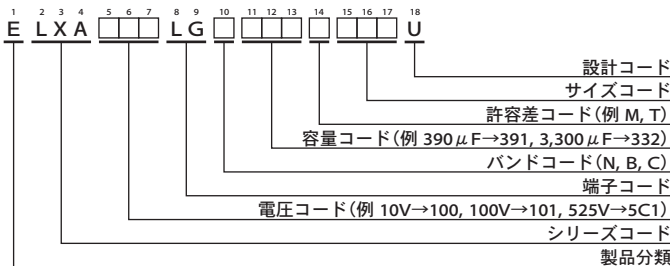 1 2 3 4 5 6 7 8 9 10 11 12 13 14 15 16 17 18
E L X A □□□ L G □ □□□ □ □□□ U
設計コード
サイズコード
許容差コード(例 M, T)
容量コード(例 390μF→391, 3,300μF→332)
バンドコード(N, B, C)
端子コード
電圧コード(例 10V→100, 100V→101, 525V→5C1)
シリーズコード
製品分類